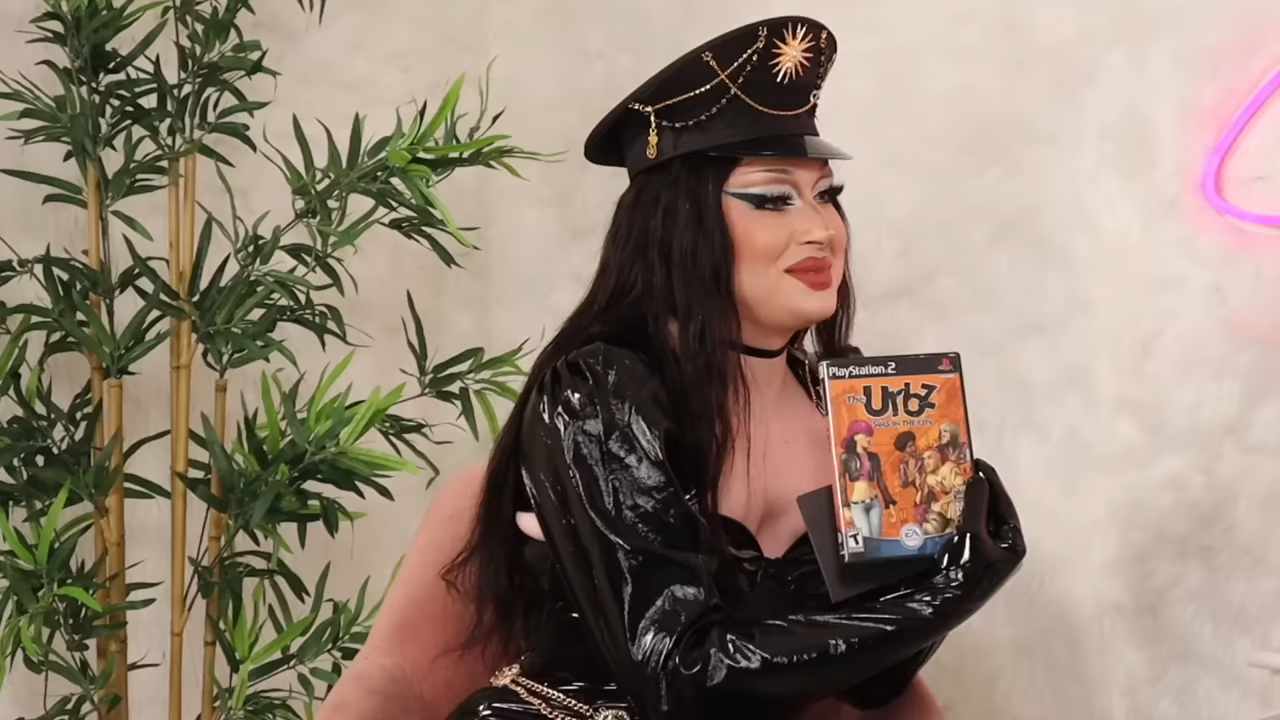 PlayStation 2
The
Urbz
SIMS IN THE CITY
T
EA